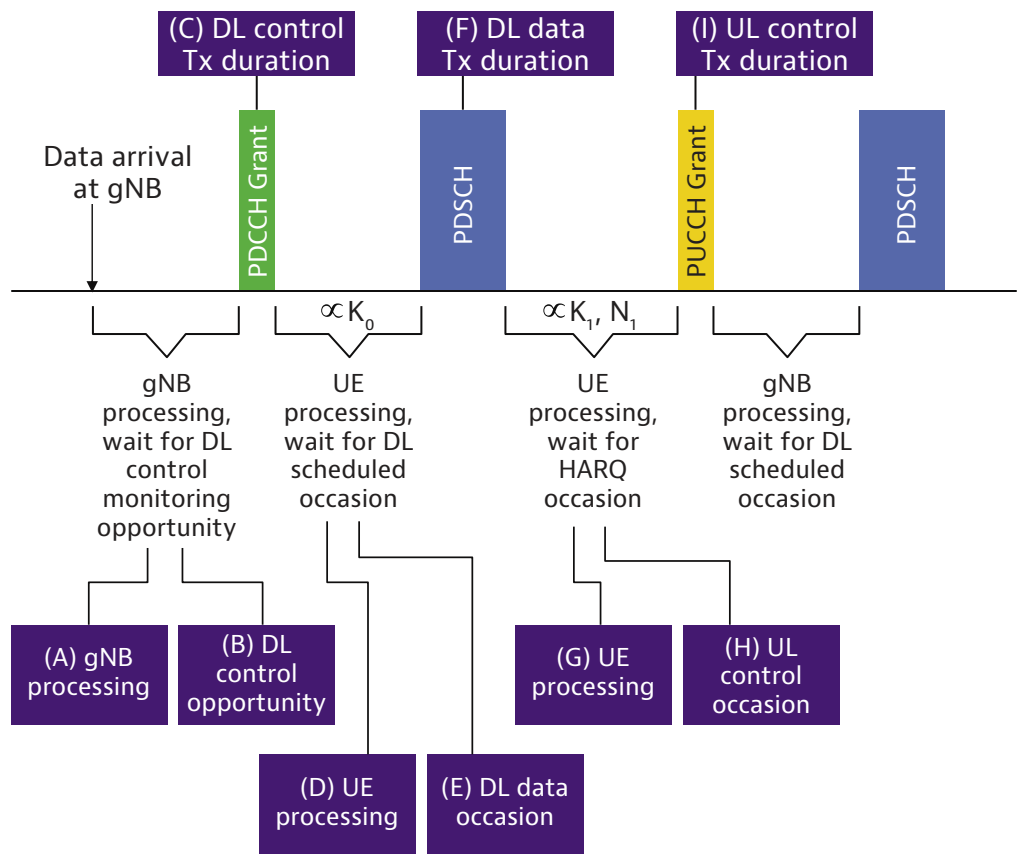 (C) DL control
Tx duration
(F) DL data
Tx duration
(I) UL control
Tx duration
Data arrival
at gNB
PDCCH Grant
PDSCH
PUCCH Grant
PDSCH
∝K₀
∝K₁, N₁
gNB
processing,
wait for DL
control
monitoring
opportunity
UE
processing,
wait for DL
scheduled
occasion
UE
processing,
wait for
HARQ
occasion
gNB
processing,
wait for DL
scheduled
occasion
(A) gNB
processing
(B) DL
control
opportunity
(G) UE
processing
(H) UL
control
occasion
(D) UE
processing
(E) DL data
occasion